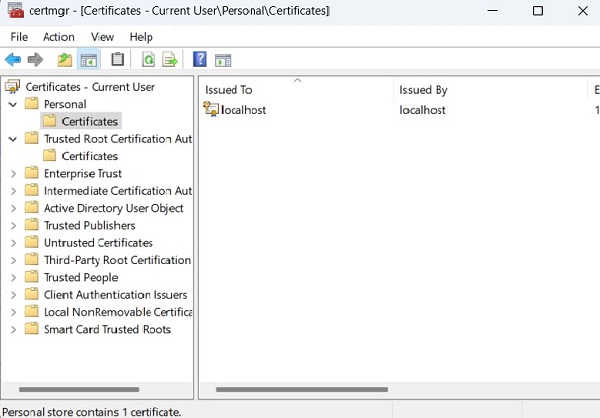 certmgr - [Certificates - Current User\Personal\Certificates]
File Action View Help
Certificates - Current User
Personal
Certificates
Trusted Root Certification Aut
Certificates
Enterprise Trust
Intermediate Certification Aut
Active Directory User Object
Trusted Publishers
Untrusted Certificates
Third-Party Root Certification
Trusted People
Client Authentication Issuers
Local NonRemovable Certifica
Smart Card Trusted Roots
Issued To Issued By E
localhost localhost 1
Personal store contains 1 certificate.